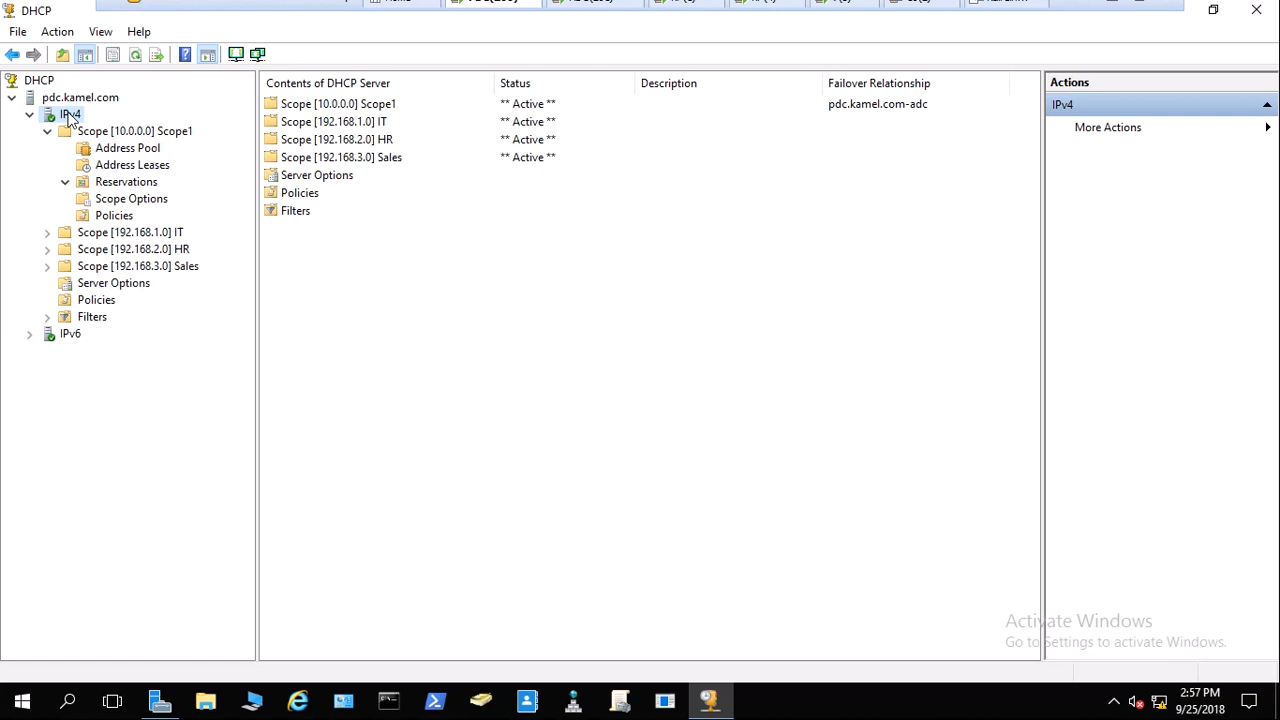 DHCP
File Action View Help
DHCP
pdc.kamel.com
IPv4
Scope [10.0.0.0] Scope1
Address Pool
Address Leases
Reservations
Scope Options
Policies
Scope [192.168.1.0] IT
Scope [192.168.2.0] HR
Scope [192.168.3.0] Sales
Server Options
Policies
Filters
IPv6
Contents of DHCP Server Status Description Failover Relationship
Scope [10.0.0.0] Scope1 ** Active ** pdc.kamel.com-adc
Scope [192.168.1.0] IT ** Active **
Scope [192.168.2.0] HR ** Active **
Scope [192.168.3.0] Sales ** Active **
Server Options
Policies
Filters
Actions
IPv4
More Actions
Activate Windows
Go to Settings to activate Windows.
2:57 PM
9/25/2018